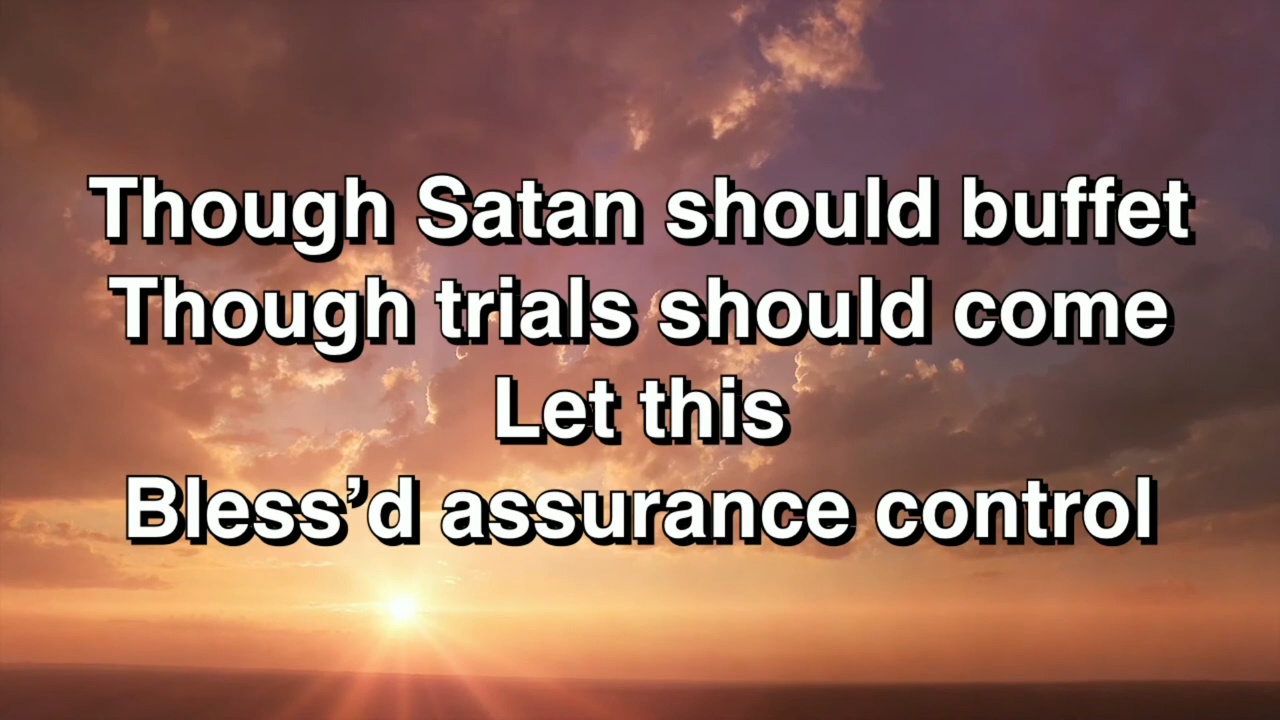 Though Satan should buffet
Though trials should come
Let this
Bless’d assurance control